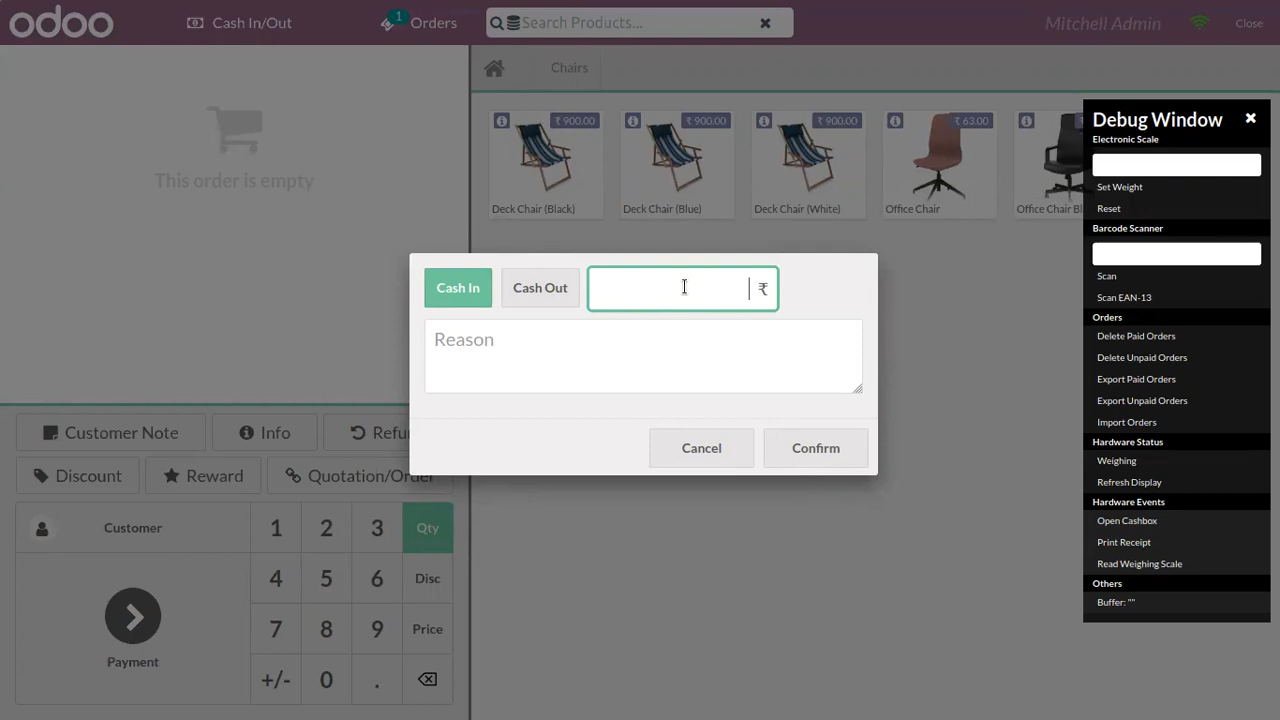 odoo
Cash In/Out
1
Orders
Search Products...
Mitchell Admin
Close
Chairs
This order is empty
₹ 900.00
₹ 900.00
₹ 900.00
₹ 63.00
Deck Chair (Black)
Deck Chair (Blue)
Deck Chair (White)
Office Chair
Office Chair Bl
Cash In
Cash Out
₹
Reason
Cancel
Confirm
Customer Note
Info
Refu
Discount
Reward
Quotation/Order
Customer
1
2
3
Qty
4
5
6
Disc
7
8
9
Price
Payment
+/-
0
.
Debug Window
Electronic Scale
Set Weight
Reset
Barcode Scanner
Scan
Scan EAN-13
Orders
Delete Paid Orders
Delete Unpaid Orders
Export Paid Orders
Export Unpaid Orders
Import Orders
Hardware Status
Weighing
Refresh Display
Hardware Events
Open Cashbox
Print Receipt
Read Weighing Scale
Others
Buffer: ""